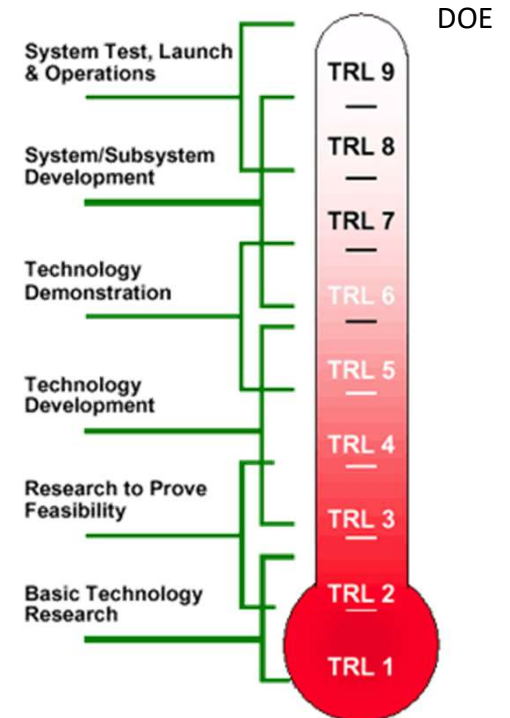 DOE
System Test, Launch
& Operations
System/Subsystem
Development
Technology
Demonstration
Technology
Development
Research to Prove
Feasibility
Basic Technology
Research
TRL 9
TRL 8
TRL 7
TRL 6
TRL 5
TRL 4
TRL 3
TRL 2
TRL 1